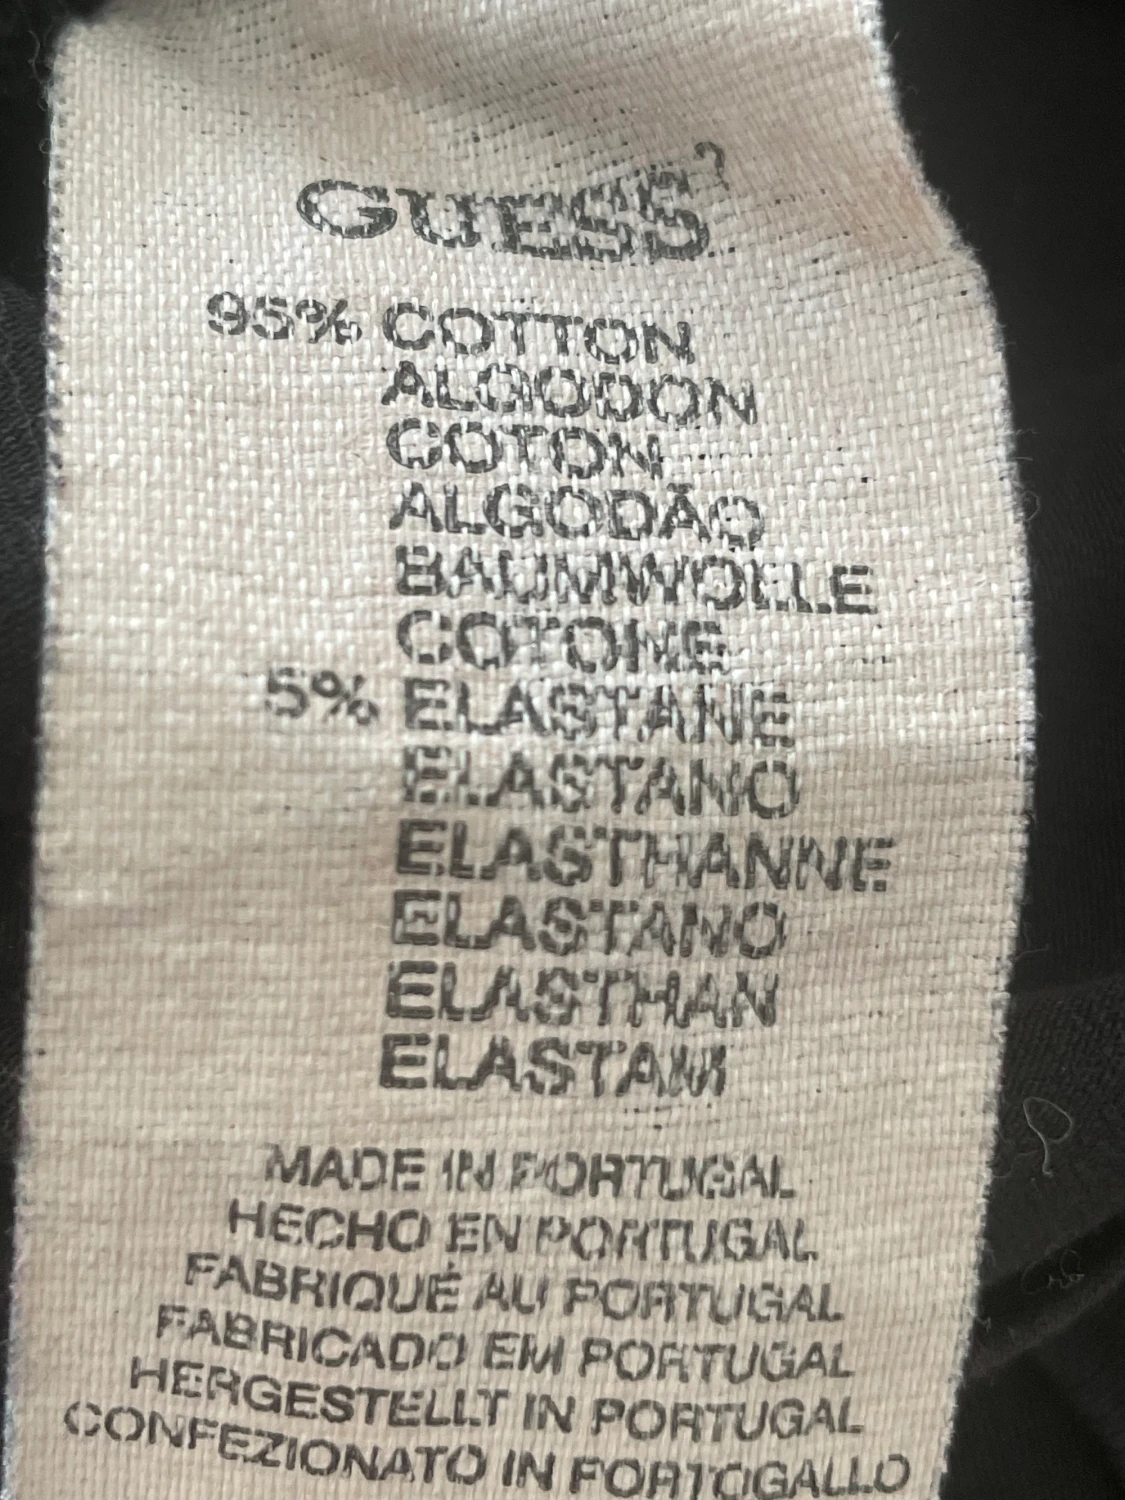 GUESS?
95% COTTON
ALGODON
COTON
ALGODÃO
BAUMWOLLE
COTONE
5% ELASTANE
ELASTANO
ELASTHANNE
ELASTANO
ELASTHAN
ELASTAM
MADE IN PORTUGAL
HECHO EN PORTUGAL
FABRIQUÉ AU PORTUGAL
FABRICADO EM PORTUGAL
HERGESTELLT IN PORTUGAL
CONFEZIONATO IN PORTOGALLO